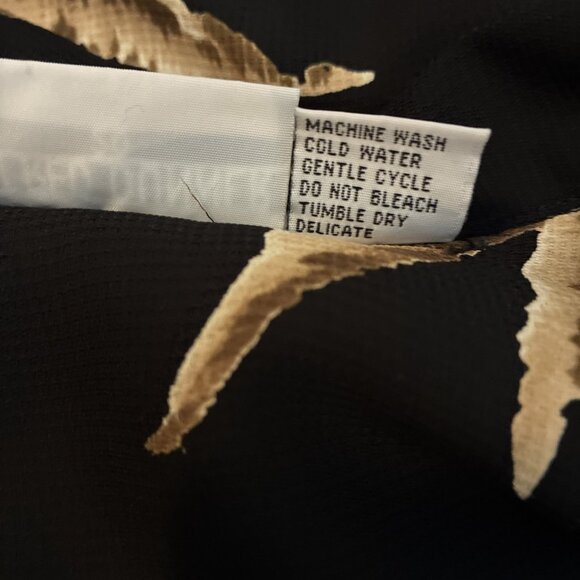 MACHINE WASH
COLD WATER
GENTLE CYCLE
DO NOT BLEACH
TUMBLE DRY
DELICATE